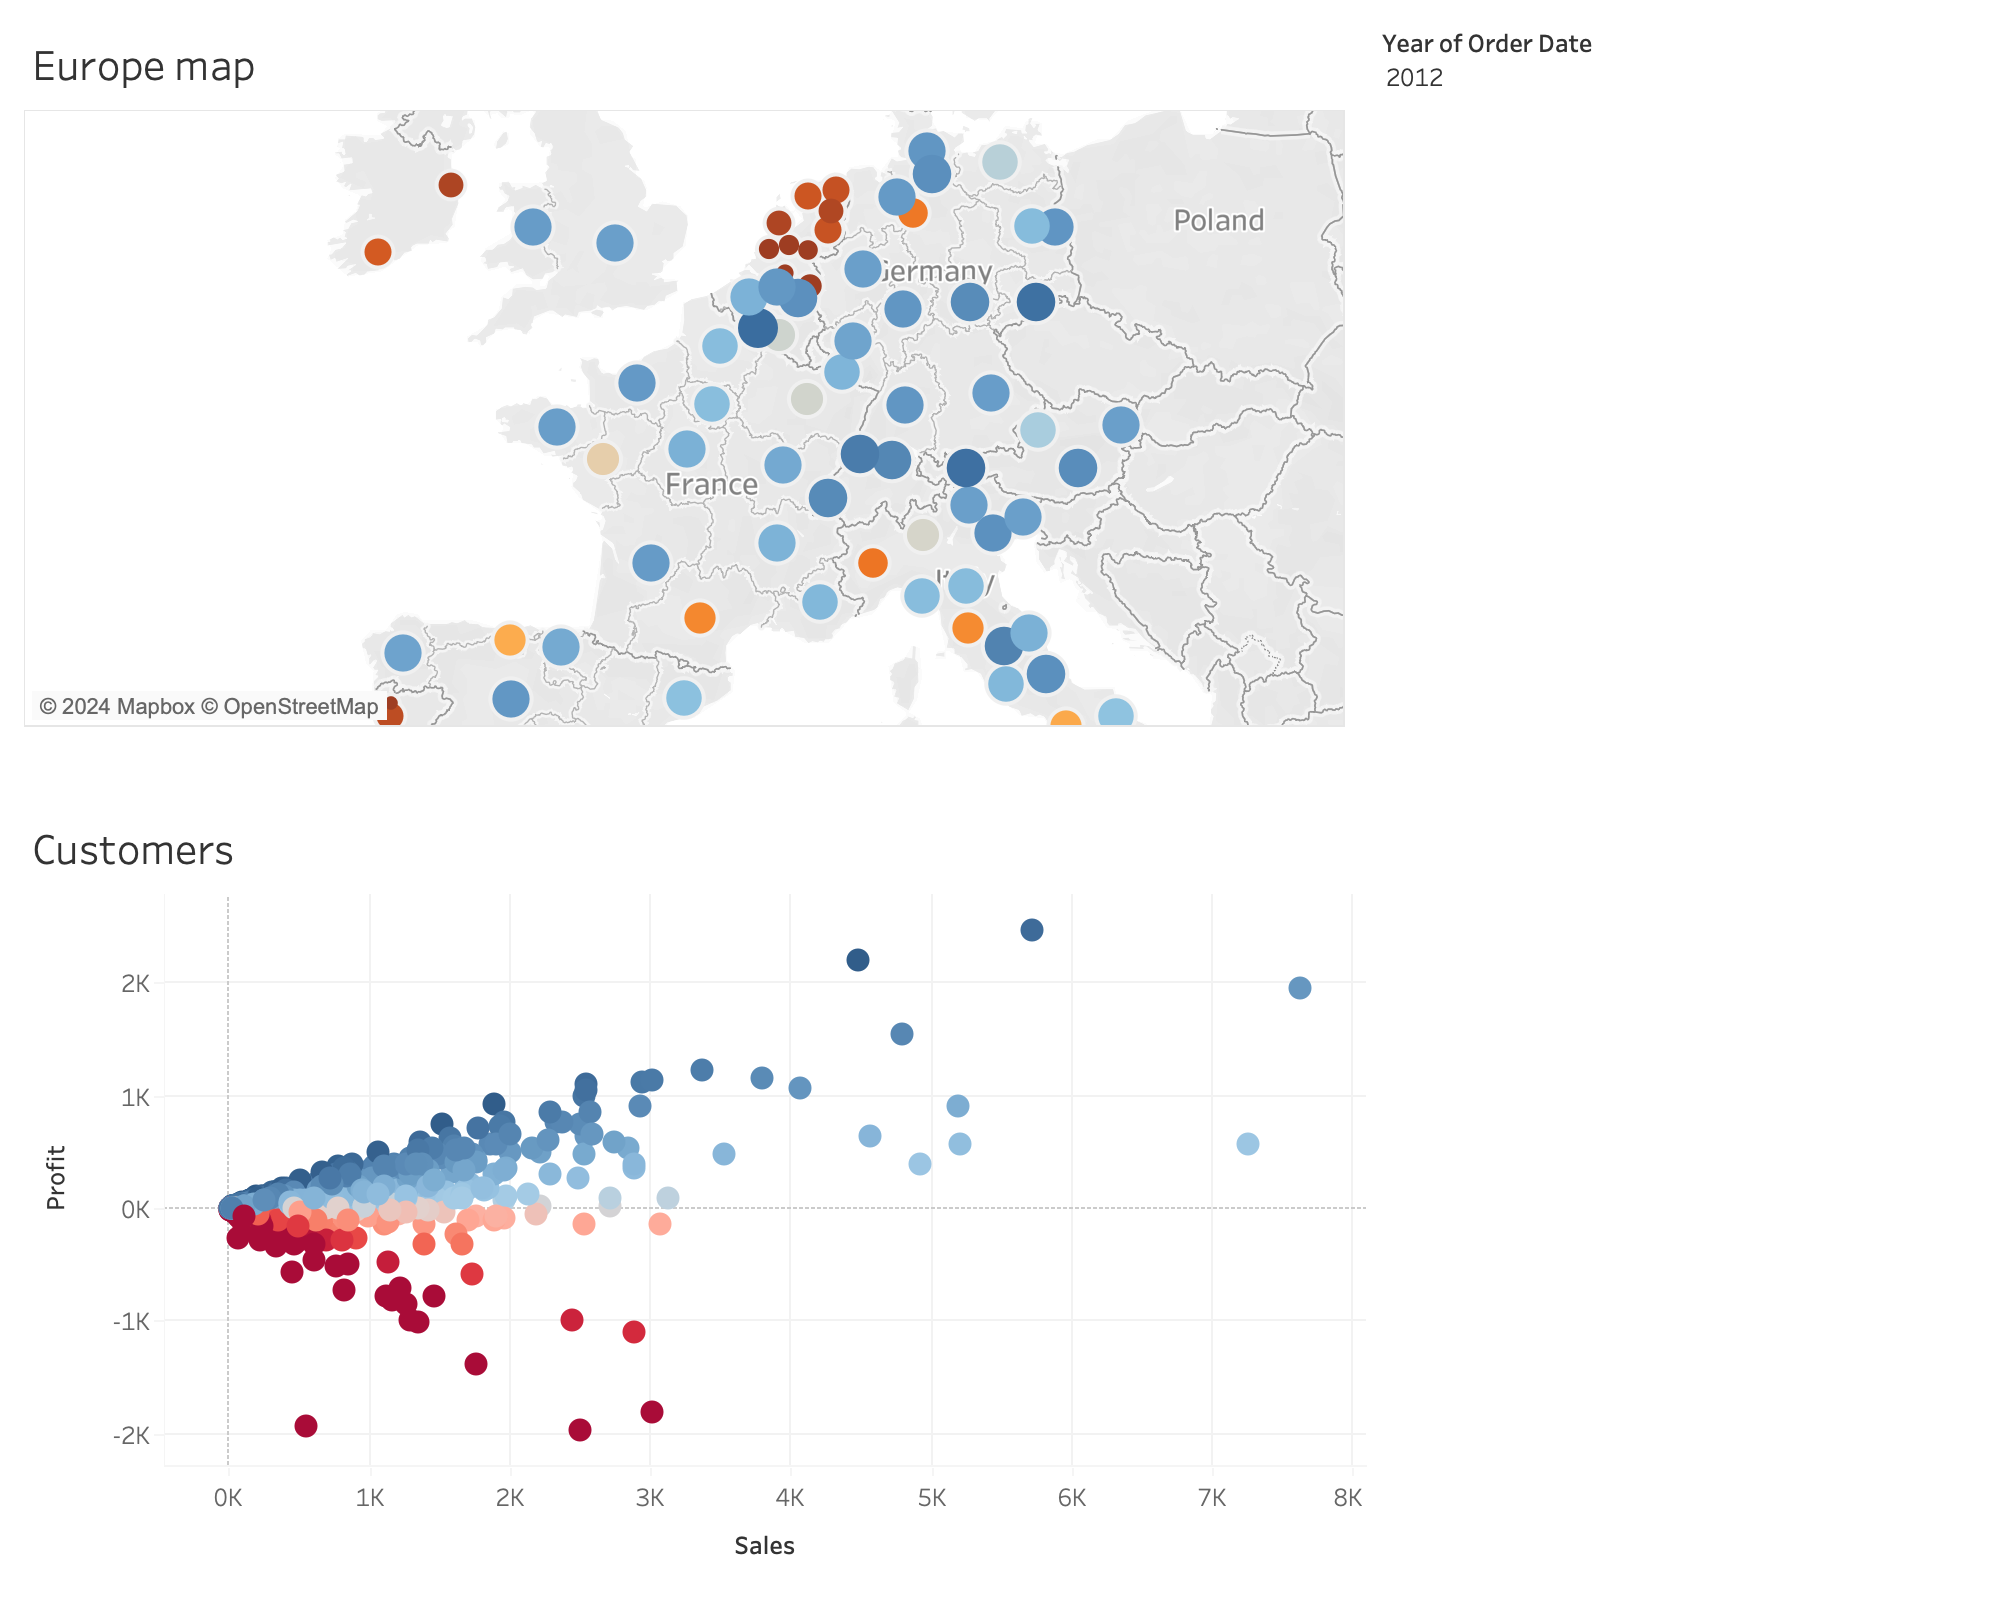 Europe map
Year of Order Date
2012
Poland
Germany
France
© 2024 Mapbox © OpenStreetMap
Customers
2K
1K
0K
-1K
-2K
Profit
0K
1K
2K
3K
4K
5K
6K
7K
8K
Sales